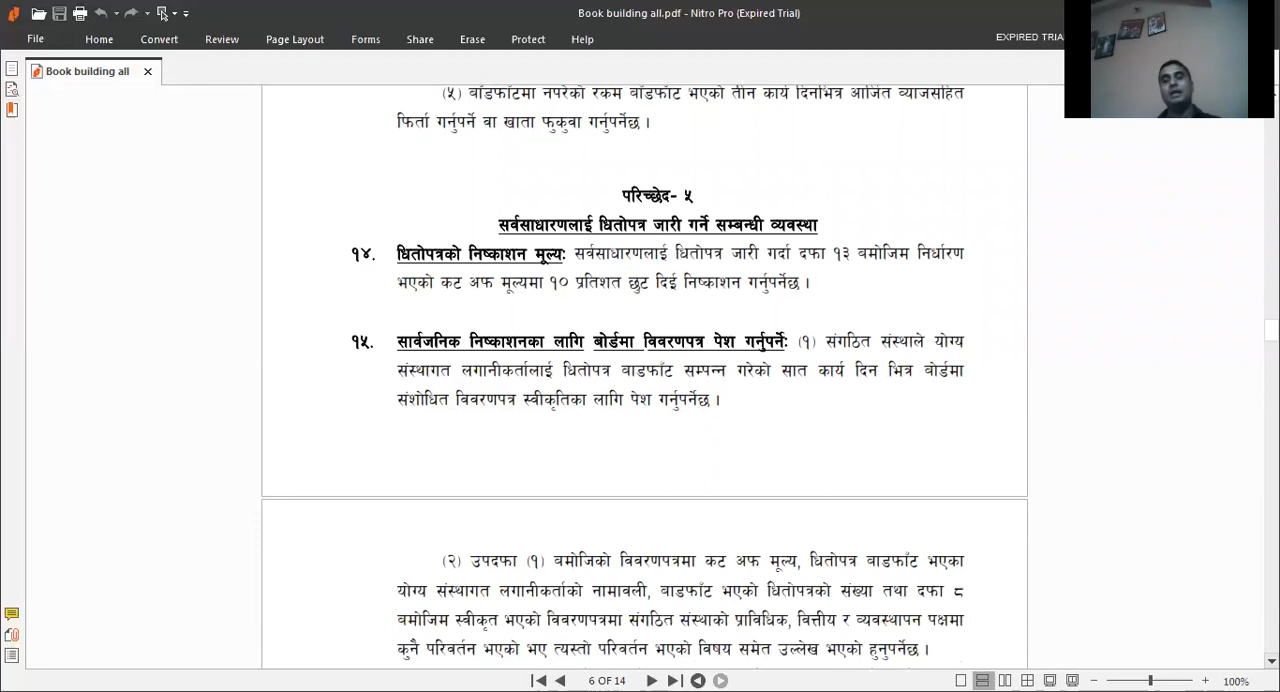 Book building all.pdf - Nitro Pro (Expired Trial)
File Home Convert Review Page Layout Forms Share Erase Protect Help
EXPIRED TRIA
Book building all
(५) बाँडफाँटमा नपरेको रकम बाँडफाँट भएको तीन कार्य दिनभित्र आर्जित व्याजसहित
फिर्ता गर्नुपर्ने वा खाता फुकुवा गर्नुपर्नेछ ।
परिच्छेद- ५
सर्वसाधारणलाई धितोपत्र जारी गर्ने सम्बन्धी व्यवस्था
१४. धितोपत्रको निष्काशन मूल्यः सर्वसाधारणलाई धितोपत्र जारी गर्दा दफा १३ बमोजिम निर्धारण
भएको कट अफ मूल्यमा १० प्रतिशत छुट दिई निष्काशन गर्नुपर्नेछ ।
१५. सार्वजनिक निष्काशनका लागि बोर्डमा विवरणपत्र पेश गर्नुपर्नेः (१) संगठित संस्थाले योग्य
संस्थागत लगानीकर्तालाई धितोपत्र वाडफाँट सम्पन्न गरेको सात कार्य दिन भित्र बोर्डमा
संशोधित विवरणपत्र स्वीकृतिका लागि पेश गर्नुपर्नेछ ।
(२) उपदफा (१) बमोजिको विवरणपत्रमा कट अफ मूल्य, धितोपत्र वाडफाँट भएका
योग्य संस्थागत लगानीकर्ताको नामावली, वाडफाँट भएको धितोपत्रको संख्या तथा दफा ८
बमोजिम स्वीकृत भएको विवरणपत्रमा संगठित संस्थाको प्राविधिक, वित्तीय र व्यवस्थापन पक्षमा
कुनै परिवर्तन भएको भए त्यस्तो परिवर्तन भएको विषय समेत उल्लेख भएको हुनुपर्नेछ ।
6 OF 14
100%